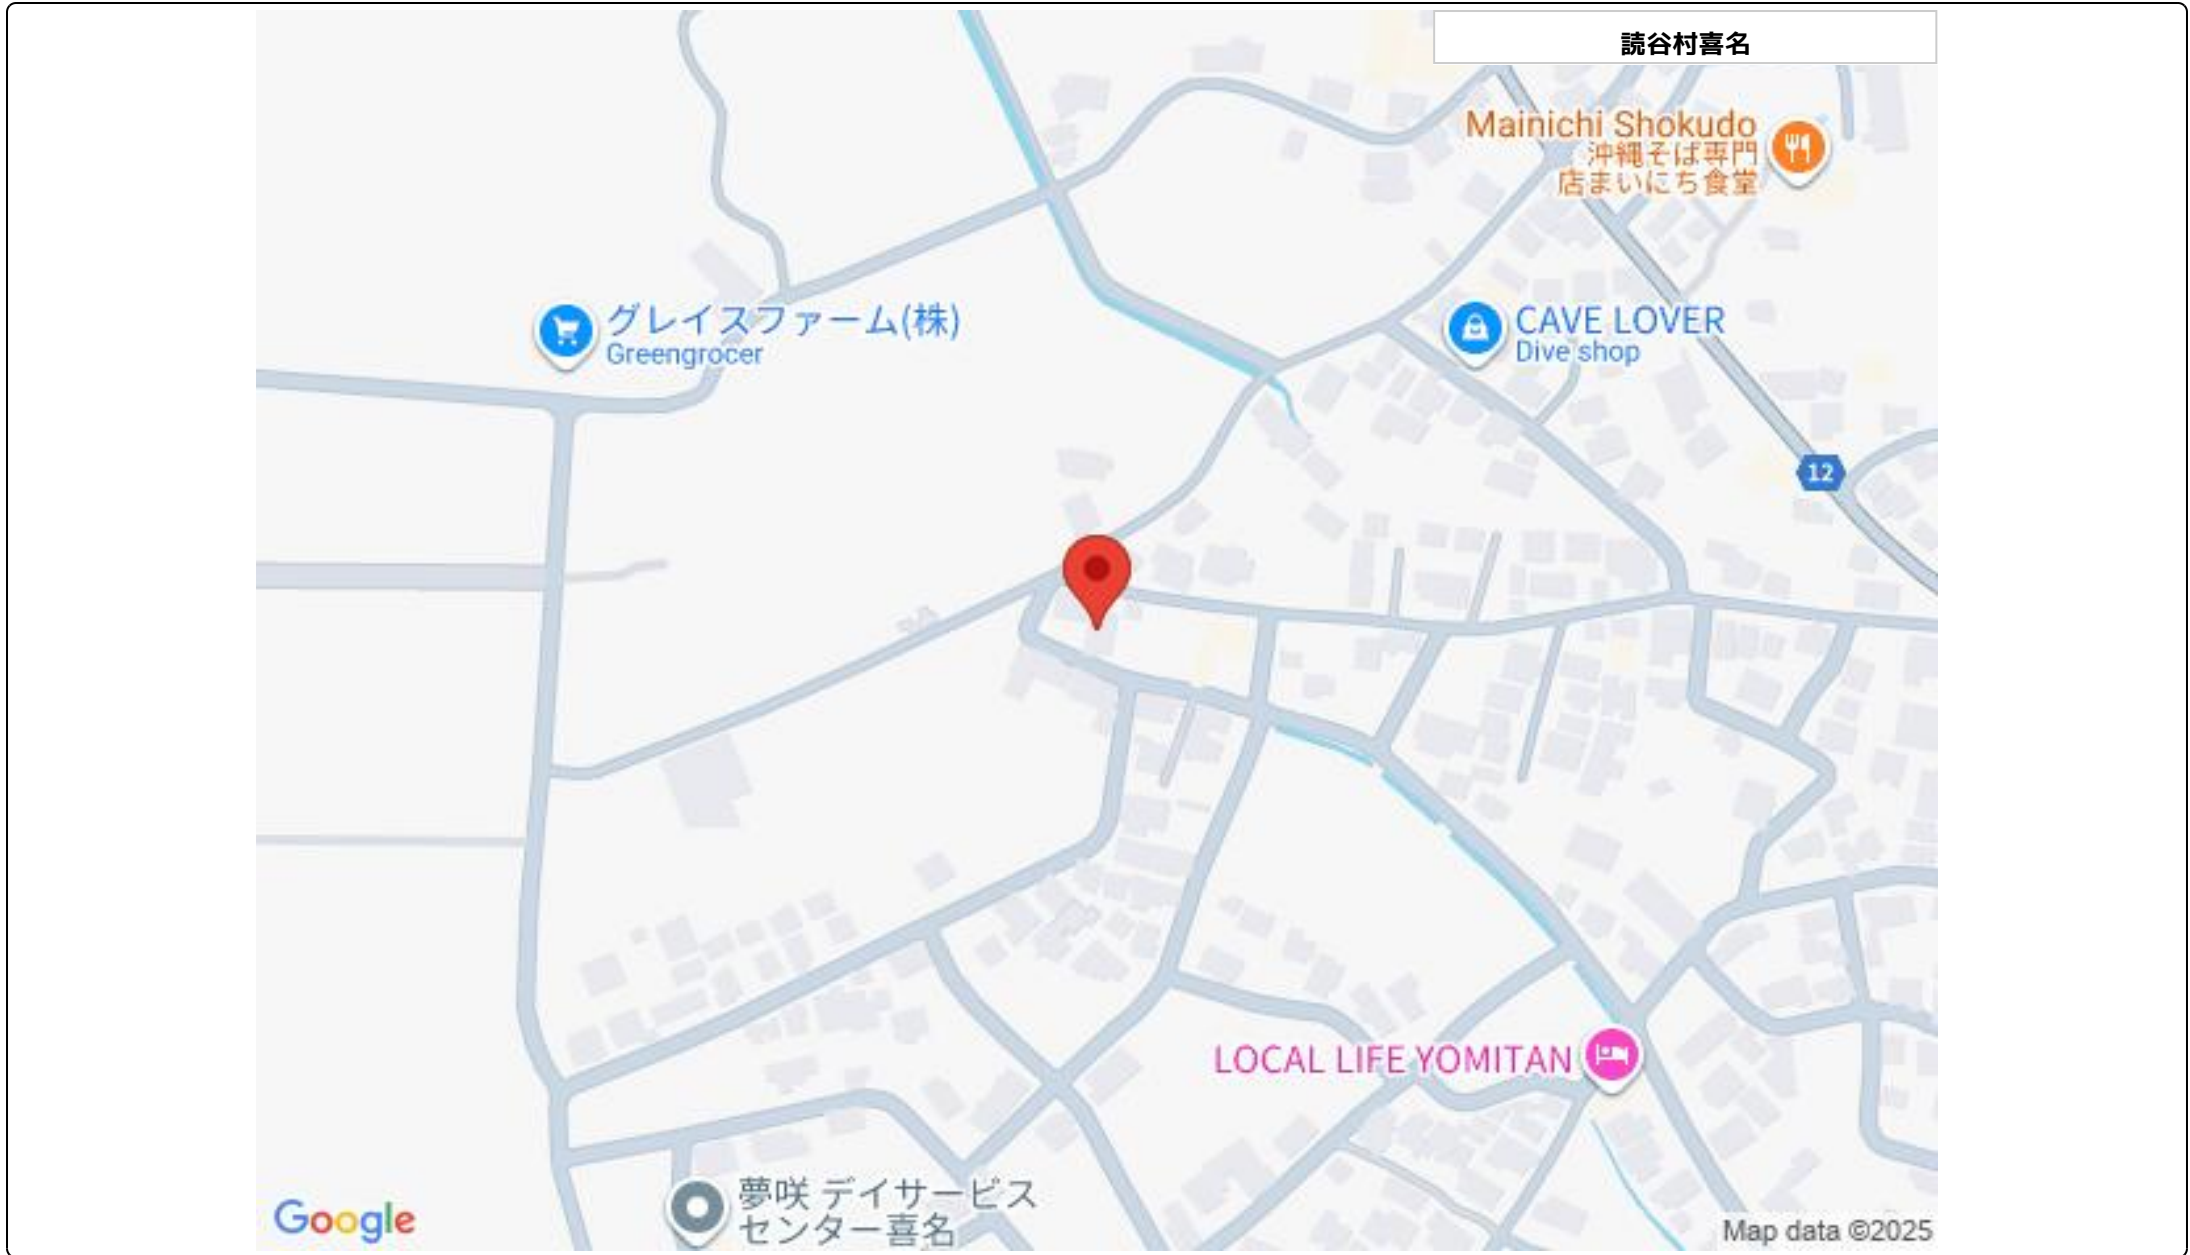 読谷村喜名
Mainichi Shokudo
沖縄そば専門
店まいにち食堂
グレイスファーム(株)
Greengrocer
CAVE LOVER
Dive shop
12
LOCAL LIFE YOMITAN
夢咲 デイサービス
センター喜名
Google
Map data ©2025